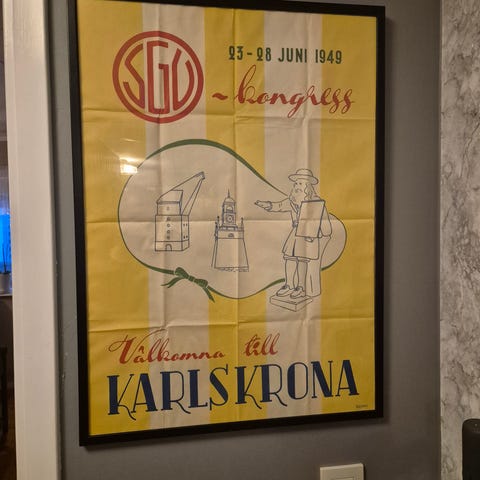 SGU
23-28 JUNI 1949
~kongress
Välkomna till
KARLSKRONA